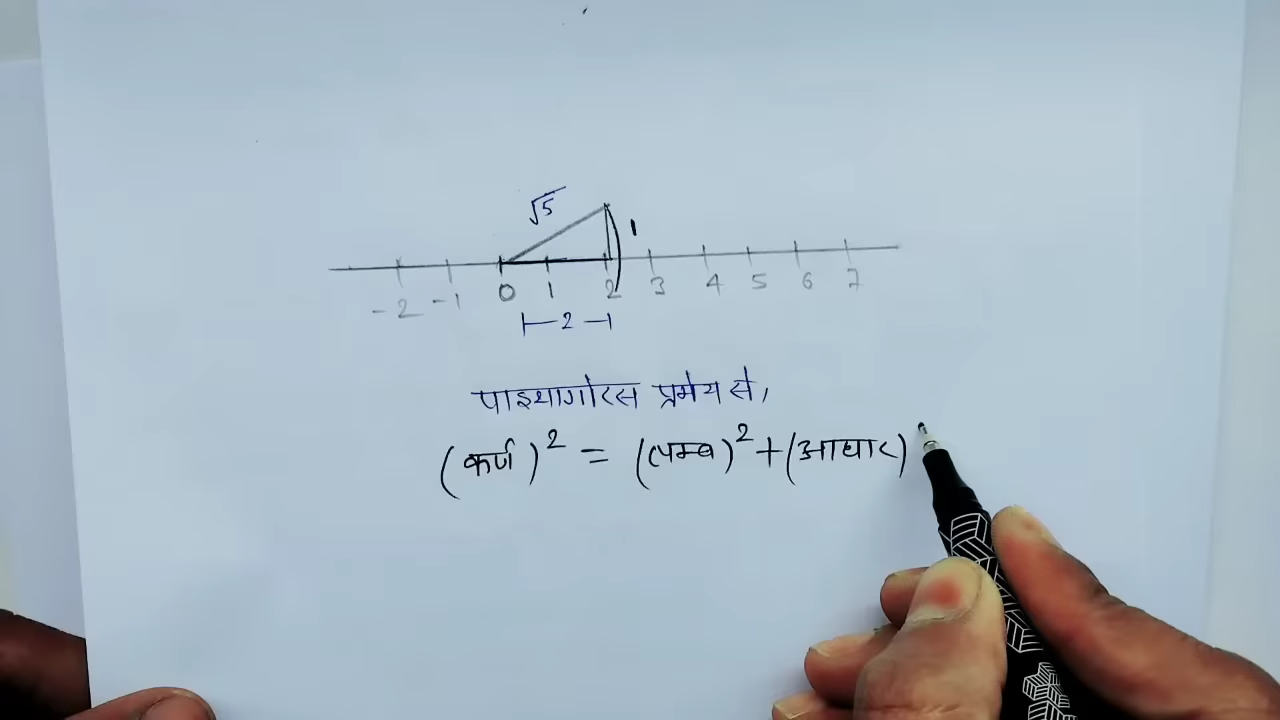 √5
1
-2 -1 0 1 2 3 4 5 6 7
2
पाइथागोरस प्रमेय से,
(कर्ण)² = (लम्ब)² + (आधार)